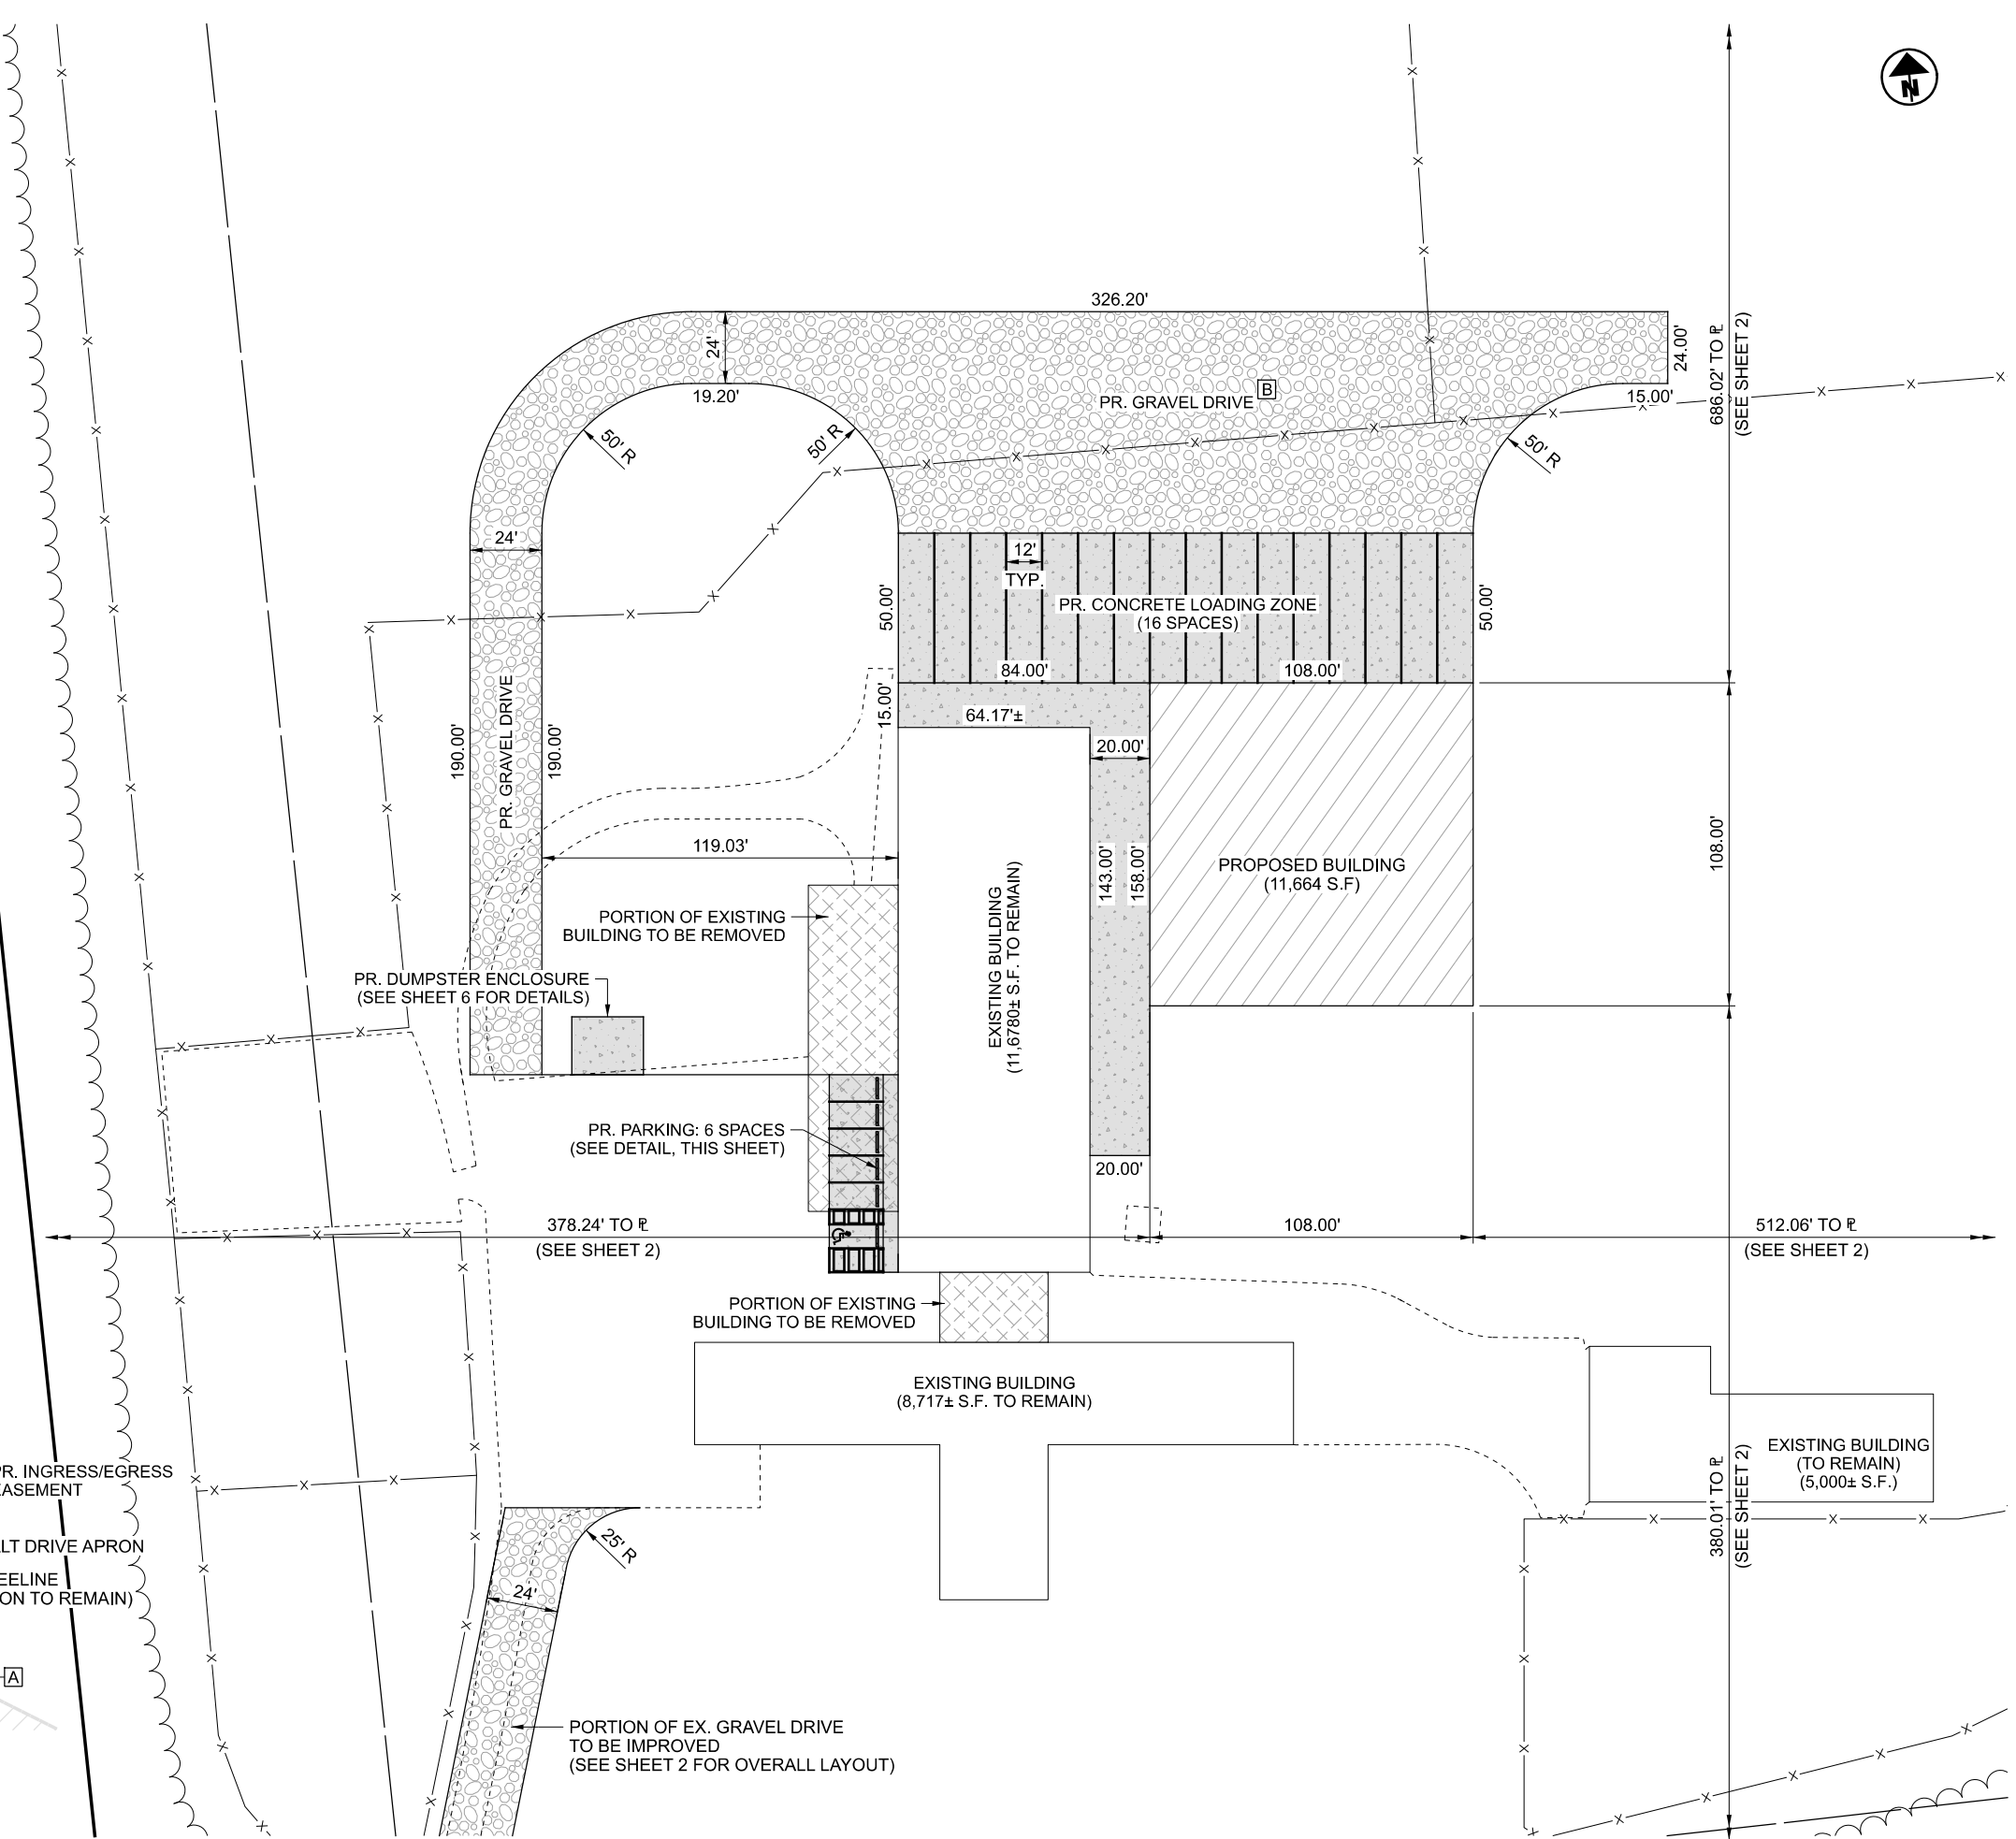 N
326.20'
24'
19.20'
50' R
50' R
PR. GRAVEL DRIVE
B
15.00'
24.00'
686.02' TO ℙL
(SEE SHEET 2)
50' R
24'
12'
TYP.
50.00'
PR. CONCRETE LOADING ZONE
(16 SPACES)
50.00'
84.00'
108.00'
15.00'
64.17'±
20.00'
190.00'
PR. GRAVEL DRIVE
190.00'
119.03'
143.00'
158.00'
PROPOSED BUILDING
(11,664 S.F)
108.00'
PORTION OF EXISTING
BUILDING TO BE REMOVED
EXISTING BUILDING
(11,6780± S.F. TO REMAIN)
PR. DUMPSTER ENCLOSURE
(SEE SHEET 6 FOR DETAILS)
PR. PARKING: 6 SPACES
(SEE DETAIL, THIS SHEET)
20.00'
378.24' TO ℙL
(SEE SHEET 2)
108.00'
512.06' TO ℙL
(SEE SHEET 2)
PORTION OF EXISTING
BUILDING TO BE REMOVED
EXISTING BUILDING
(8,717± S.F. TO REMAIN)
EXISTING BUILDING
(TO REMAIN)
(5,000± S.F.)
380.01' TO ℙL
(SEE SHEET 2)
PR. INGRESS/EGRESS
EASEMENT
LT DRIVE APRON
EELINE
ON TO REMAIN)
25' R
24'
A
PORTION OF EX. GRAVEL DRIVE
TO BE IMPROVED
(SEE SHEET 2 FOR OVERALL LAYOUT)